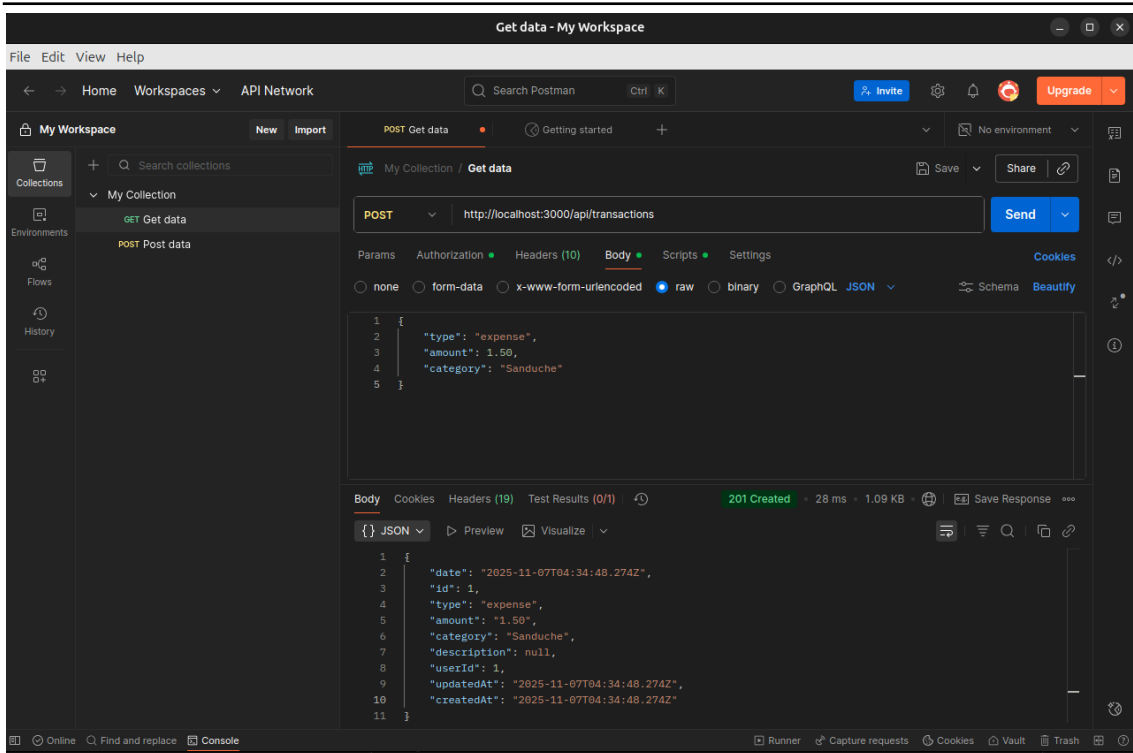 Get data - My Workspace
File Edit View Help
Home Workspaces API Network
Search Postman Ctrl K
Invite
Upgrade
My Workspace
New Import
POST Get data
Getting started
No environment
Collections
Environments
Flows
History
Search collections
My Collection
GET Get data
POST Post data
HTTP My Collection / Get data
Save Share
POST http://localhost:3000/api/transactions
Send
Params Authorization Headers (10) Body Scripts Settings Cookies
none form-data x-www-form-urlencoded raw binary GraphQL JSON Schema Beautify
1 {
2 "type": "expense",
3 "amount": 1.50,
4 "category": "Sanduche"
5 }
Body Cookies Headers (19) Test Results (0/1) 201 Created 28 ms 1.09 KB e.g. Save Response
{} JSON Preview Visualize
1 {
2 "date": "2025-11-07T04:34:48.274Z",
3 "id": 1,
4 "type": "expense",
5 "amount": "1.50",
6 "category": "Sanduche",
7 "description": null,
8 "userId": 1,
9 "updatedAt": "2025-11-07T04:34:48.274Z",
10 "createdAt": "2025-11-07T04:34:48.274Z"
11 }
Online Find and replace Console
Runner Capture requests Cookies Vault Trash